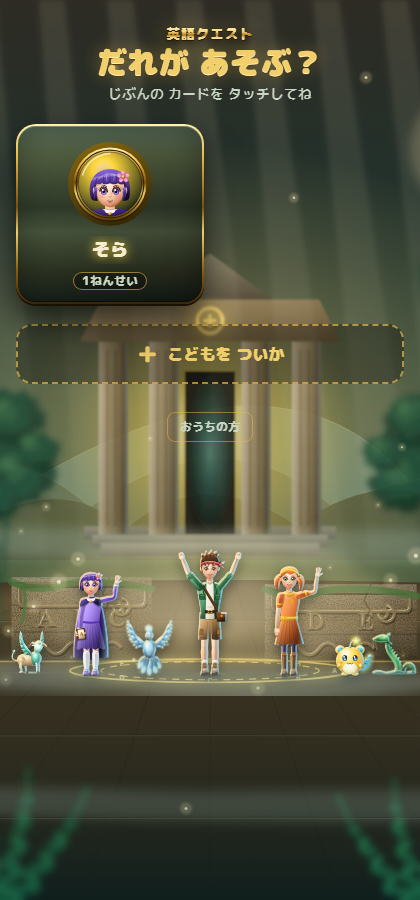 英語クエスト
だれが あそぶ？
じぶんの カードを タッチしてね
そら
1ねんせい
＋ こどもを ついか
おうちの方
A
D E